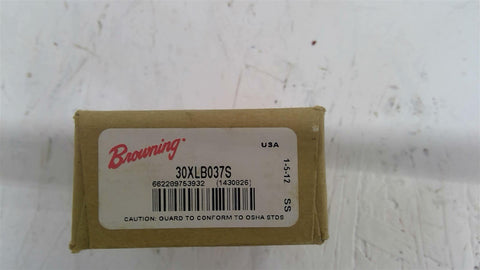 Browning
USA
30XLB037S
662289753932 (1430826)
1-5-12 SS
CAUTION: GUARD TO CONFORM TO OSHA STDS